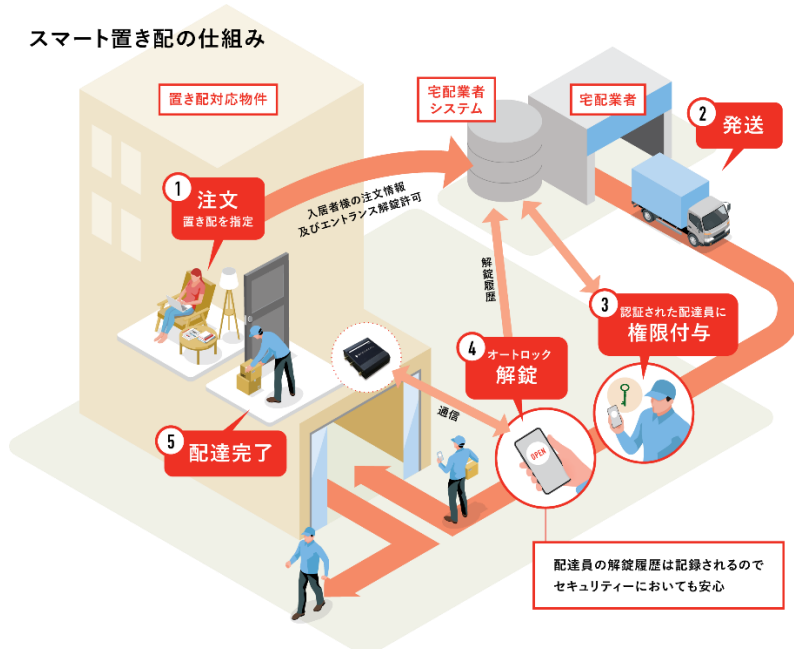 スマート置き配の仕組み
置き配対応物件
宅配業者
システム
宅配業者
2
発送
1
注文
置き配を指定
入居者様の注文情報
及びエントランス解錠許可
解錠履歴
3
認証された配達員に
権限付与
4
オートロック
解錠
通信
OPEN
5
配達完了
配達員の解錠履歴は記録されるので
セキュリティーにおいても安心